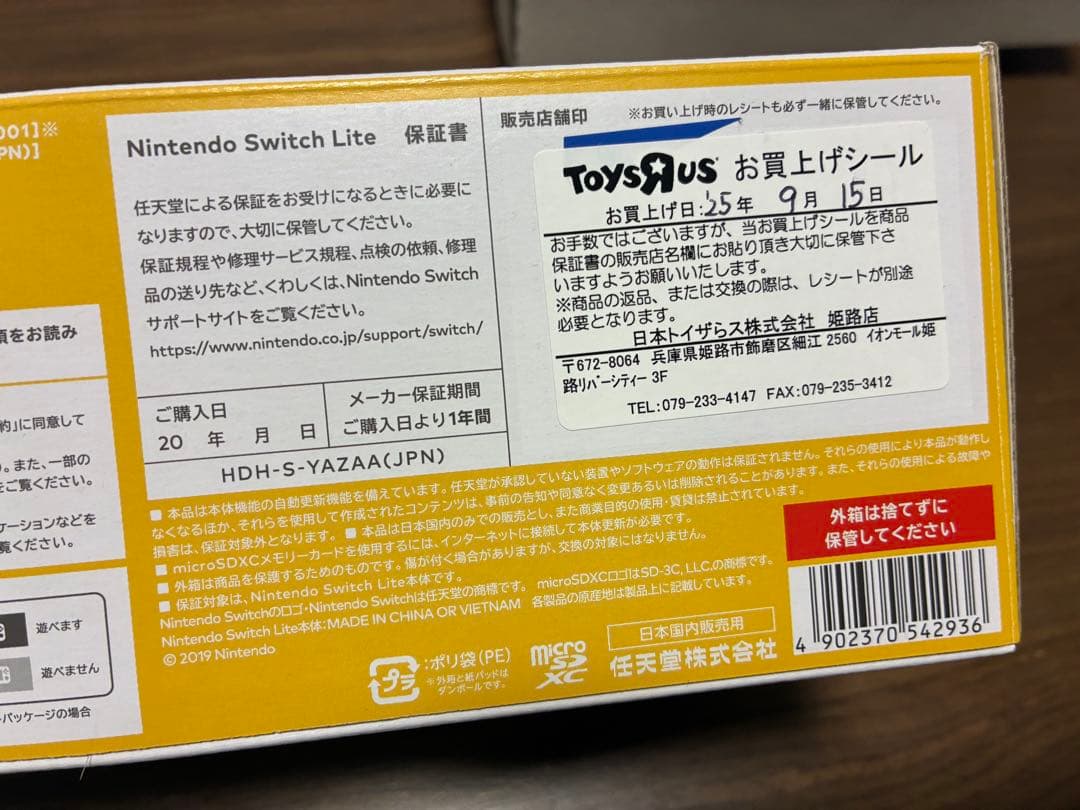 001]※
PN)]
Nintendo Switch Lite 保証書
任天堂による保証をお受けになるときに必要に
なりますので、大切に保管してください。
保証規程や修理サービス規程、点検の依頼、修理
品の送り先など、くわしくは、Nintendo Switch
サポートサイトをご覧ください。
https://www.nintendo.co.jp/support/switch/
ご購入日
20 年 月 日
メーカー保証期間
ご購入日より1年間
HDH-S-YAZAA(JPN)
販売店舗印
※お買い上げ時のレシートも必ず一緒に保管してください。
TOYSЯUS お買上げシール
お買上げ日:'25年 9月 15日
お手数ではございますが、当お買上げシールを商品
保証書の販売店名欄にお貼り頂き大切に保管下さ
いますようお願いいたします。
※商品の返品、または交換の際は、レシートが別途
必要となります。
日本トイザらス株式会社 姫路店
〒672-8064 兵庫県姫路市飾磨区細江 2560 イオンモール姫
路リバーシティー 3F
TEL:079-233-4147 FAX:079-235-3412
頁をお読み
約」に同意して
。また、一部の
をご覧ください。
ケーションなどを
覧ください。
遊べます
遊べません
パッケージの場合
■ 本品は本体機能の自動更新機能を備えています。任天堂が承認していない装置やソフトウェアの動作は保証されません。それらの使用により本品が動作し
なくなるほか、それらを使用して作成されたコンテンツは、事前の告知や同意なく変更あるいは削除されることがあります。また、それらの使用による故障や
損害は、保証対象外となります。 ■ 本品は日本国内のみでの販売とし、また商業目的の使用・賃貸は禁止されています。
■ microSDXCメモリーカードを使用するには、インターネットに接続して本体更新が必要です。
■ 外箱は商品を保護するためのものです。傷が付く場合がありますが、交換の対象にはなりません。
■ 保証対象は、Nintendo Switch Lite本体です。
Nintendo Switchのロゴ・Nintendo Switchは任天堂の商標です。 microSDXCロゴはSD-3C, LLC.の商標です。
Nintendo Switch Lite本体:MADE IN CHINA OR VIETNAM 各製品の原産地は製品上に記載しています。
© 2019 Nintendo
外箱は捨てずに
保管してください
プラ
:ポリ袋(PE)
※外箱と紙パッドは
ダンボールです。
micro
SD
XC
日本国内販売用
任天堂株式会社
4 902370 542936